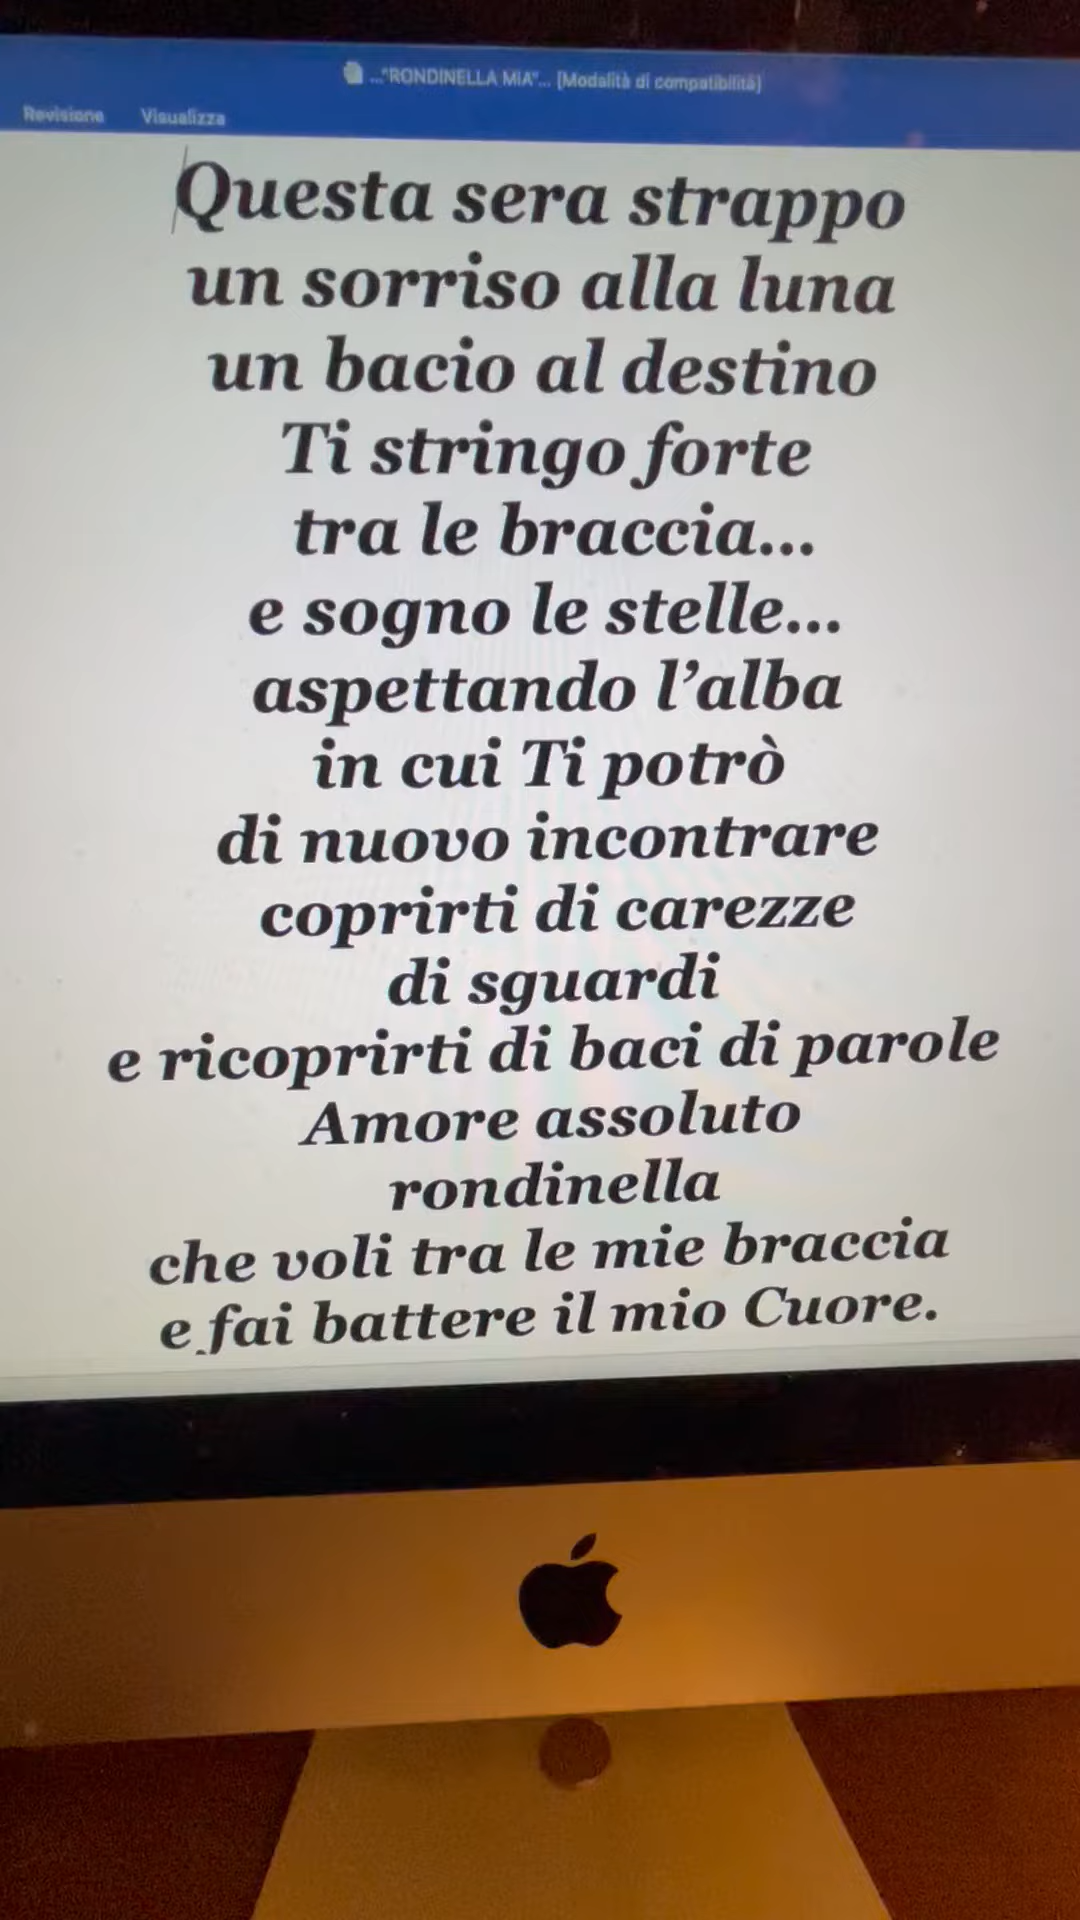 ..."RONDINELLA MIA"... [Modalità di compatibilità]
Revisione Visualizza
Questa sera strappo
un sorriso alla luna
un bacio al destino
Ti stringo forte
tra le braccia...
e sogno le stelle...
aspettando l’alba
in cui Ti potrò
di nuovo incontrare
coprirti di carezze
di sguardi
e ricoprirti di baci di parole
Amore assoluto
rondinella
che voli tra le mie braccia
e fai battere il mio Cuore.